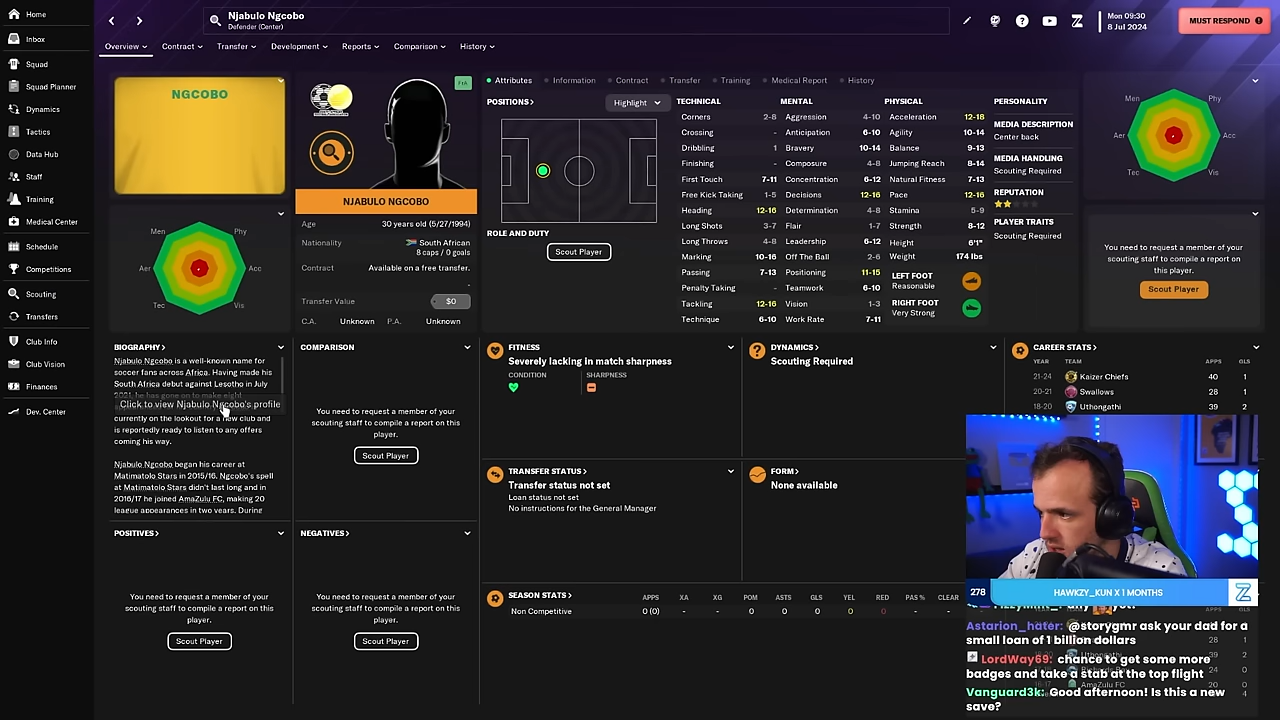 Home
Inbox
Squad
Squad Planner
Dynamics
Tactics
Data Hub
Staff
Training
Medical Center
Schedule
Competitions
Scouting
Transfers
Club Info
Club Vision
Finances
Dev. Center
Njabulo Ngcobo
Defender (Center)
Mon 09:30
8 Jul 2024
MUST RESPOND
Overview
Contract
Transfer
Development
Reports
Comparison
History
NGCOBO
Men
Phy
Aer
Acc
Tec
Vis
FrA
NJABULO NGCOBO
Age 30 years old (5/27/1994)
Nationality South African
8 caps / 0 goals
Contract Available on a free transfer.
-
Transfer Value $0
C.A. Unknown P.A. Unknown
Attributes Information Contract Transfer Training Medical Report History
POSITIONS
Highlight
ROLE AND DUTY
Scout Player
TECHNICAL
Corners 2-8
Crossing -
Dribbling 1
Finishing -
First Touch 7-11
Free Kick Taking 1-5
Heading 12-16
Long Shots 3-7
Long Throws 4-8
Marking 10-16
Passing 7-13
Penalty Taking -
Tackling 12-16
Technique 6-10
MENTAL
Aggression 4-10
Anticipation 6-10
Bravery 10-14
Composure 4-8
Concentration 6-12
Decisions 12-16
Determination 4-8
Flair 1-7
Leadership 6-12
Off The Ball 2-6
Positioning 11-15
Teamwork 6-10
Vision 1-3
Work Rate 7-11
PHYSICAL
Acceleration 12-18
Agility 10-14
Balance 9-13
Jumping Reach 8-14
Natural Fitness 7-13
Pace 12-16
Stamina 5-9
Strength 8-12
Height 6'1"
Weight 174 lbs
LEFT FOOT
Reasonable
RIGHT FOOT
Very Strong
PERSONALITY
MEDIA DESCRIPTION
Center back
MEDIA HANDLING
Scouting Required
REPUTATION
PLAYER TRAITS
Scouting Required
Men
Phy
Aer
Acc
Tec
Vis
You need to request a member of your
scouting staff to compile a report on this
player.
Scout Player
BIOGRAPHY
Njabulo Ngcobo is a well-known name for
soccer fans across Africa. Having made his
South Africa debut against Lesotho in July
2021, he has gone on to make eight
Click to view Njabulo Ngcobo's profile
currently on the lookout for a new club and
is reportedly ready to listen to any offers
coming his way.
Njabulo Ngcobo began his career at
Matimatolo Stars in 2015/16. Ngcobo's spell
at Matimatolo Stars didn't last long and in
2016/17 he joined AmaZulu FC, making 20
league appearances in two years. During
COMPARISON
You need to request a member of your
scouting staff to compile a report on this
player.
Scout Player
FITNESS
Severely lacking in match sharpness
CONDITION SHARPNESS
DYNAMICS
Scouting Required
CAREER STATS
YEAR TEAM APPS GLS
21-24 Kaizer Chiefs 40 1
20-21 Swallows 28 1
18-20 Uthongathi 39 2
TRANSFER STATUS
Transfer status not set
Loan status not set
No instructions for the General Manager
FORM
None available
POSITIVES
You need to request a member of your
scouting staff to compile a report on this
player.
Scout Player
NEGATIVES
You need to request a member of your
scouting staff to compile a report on this
player.
Scout Player
SEASON STATS
APPS XA XG POM ASTS GLS YEL RED PAS % CLEAR
Non Competitive 0 (0) - - 0 0 0 0 0 - -
278 HAWKZY_KUN X 1 MONTHS
Astarion_hater: @storygmr ask your dad for a
small loan of 1 billion dollars
LordWay69: chance to get some more
badges and take a stab at the top flight
Vanguard3k: Good afternoon! Is this a new
save?